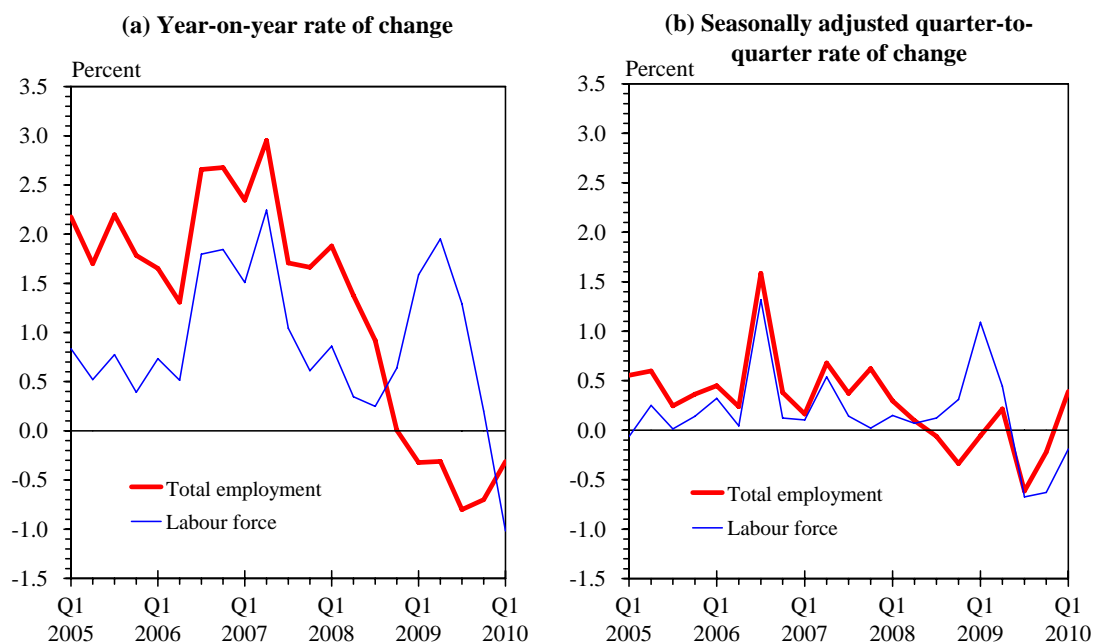 (a) Year-on-year rate of change
Percent
3.5
3.0
2.5
2.0
1.5
1.0
0.5
0.0
-0.5
-1.0
-1.5
Total employment
Labour force
Q1 Q1 Q1 Q1 Q1 Q1
2005 2006 2007 2008 2009 2010
(b) Seasonally adjusted quarter-to-
quarter rate of change
Percent
3.5
3.0
2.5
2.0
1.5
1.0
0.5
0.0
-0.5
-1.0
-1.5
Total employment
Labour force
Q1 Q1 Q1 Q1 Q1 Q1
2005 2006 2007 2008 2009 2010